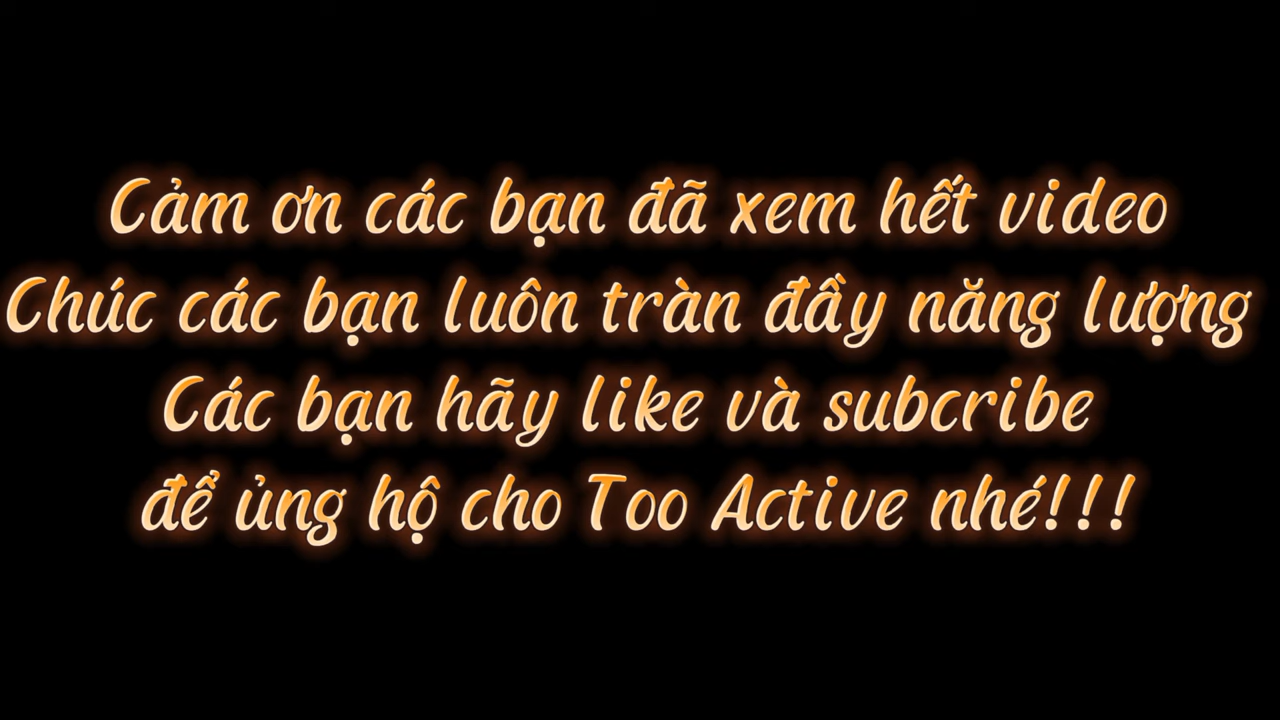 Cảm ơn các bạn đã xem hết video
Chúc các bạn luôn tràn đầy năng lượng
Các bạn hãy like và subcribe
để ủng hộ cho Too Active nhé!!!